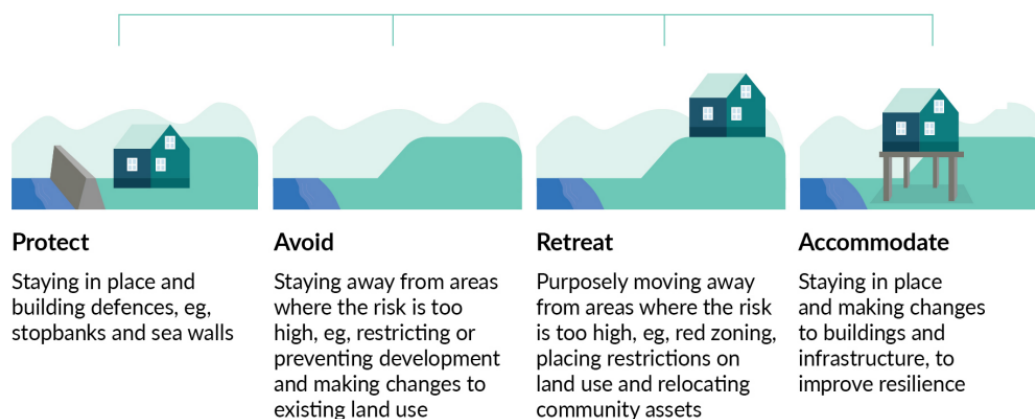 Protect
Staying in place and
building defences, eg,
stopbanks and sea walls
Avoid
Staying away from areas
where the risk is too
high, eg, restricting or
preventing development
and making changes to
existing land use
Retreat
Purposely moving away
from areas where the risk
is too high, eg, red zoning,
placing restrictions on
land use and relocating
community assets
Accommodate
Staying in place
and making changes
to buildings and
infrastructure, to
improve resilience